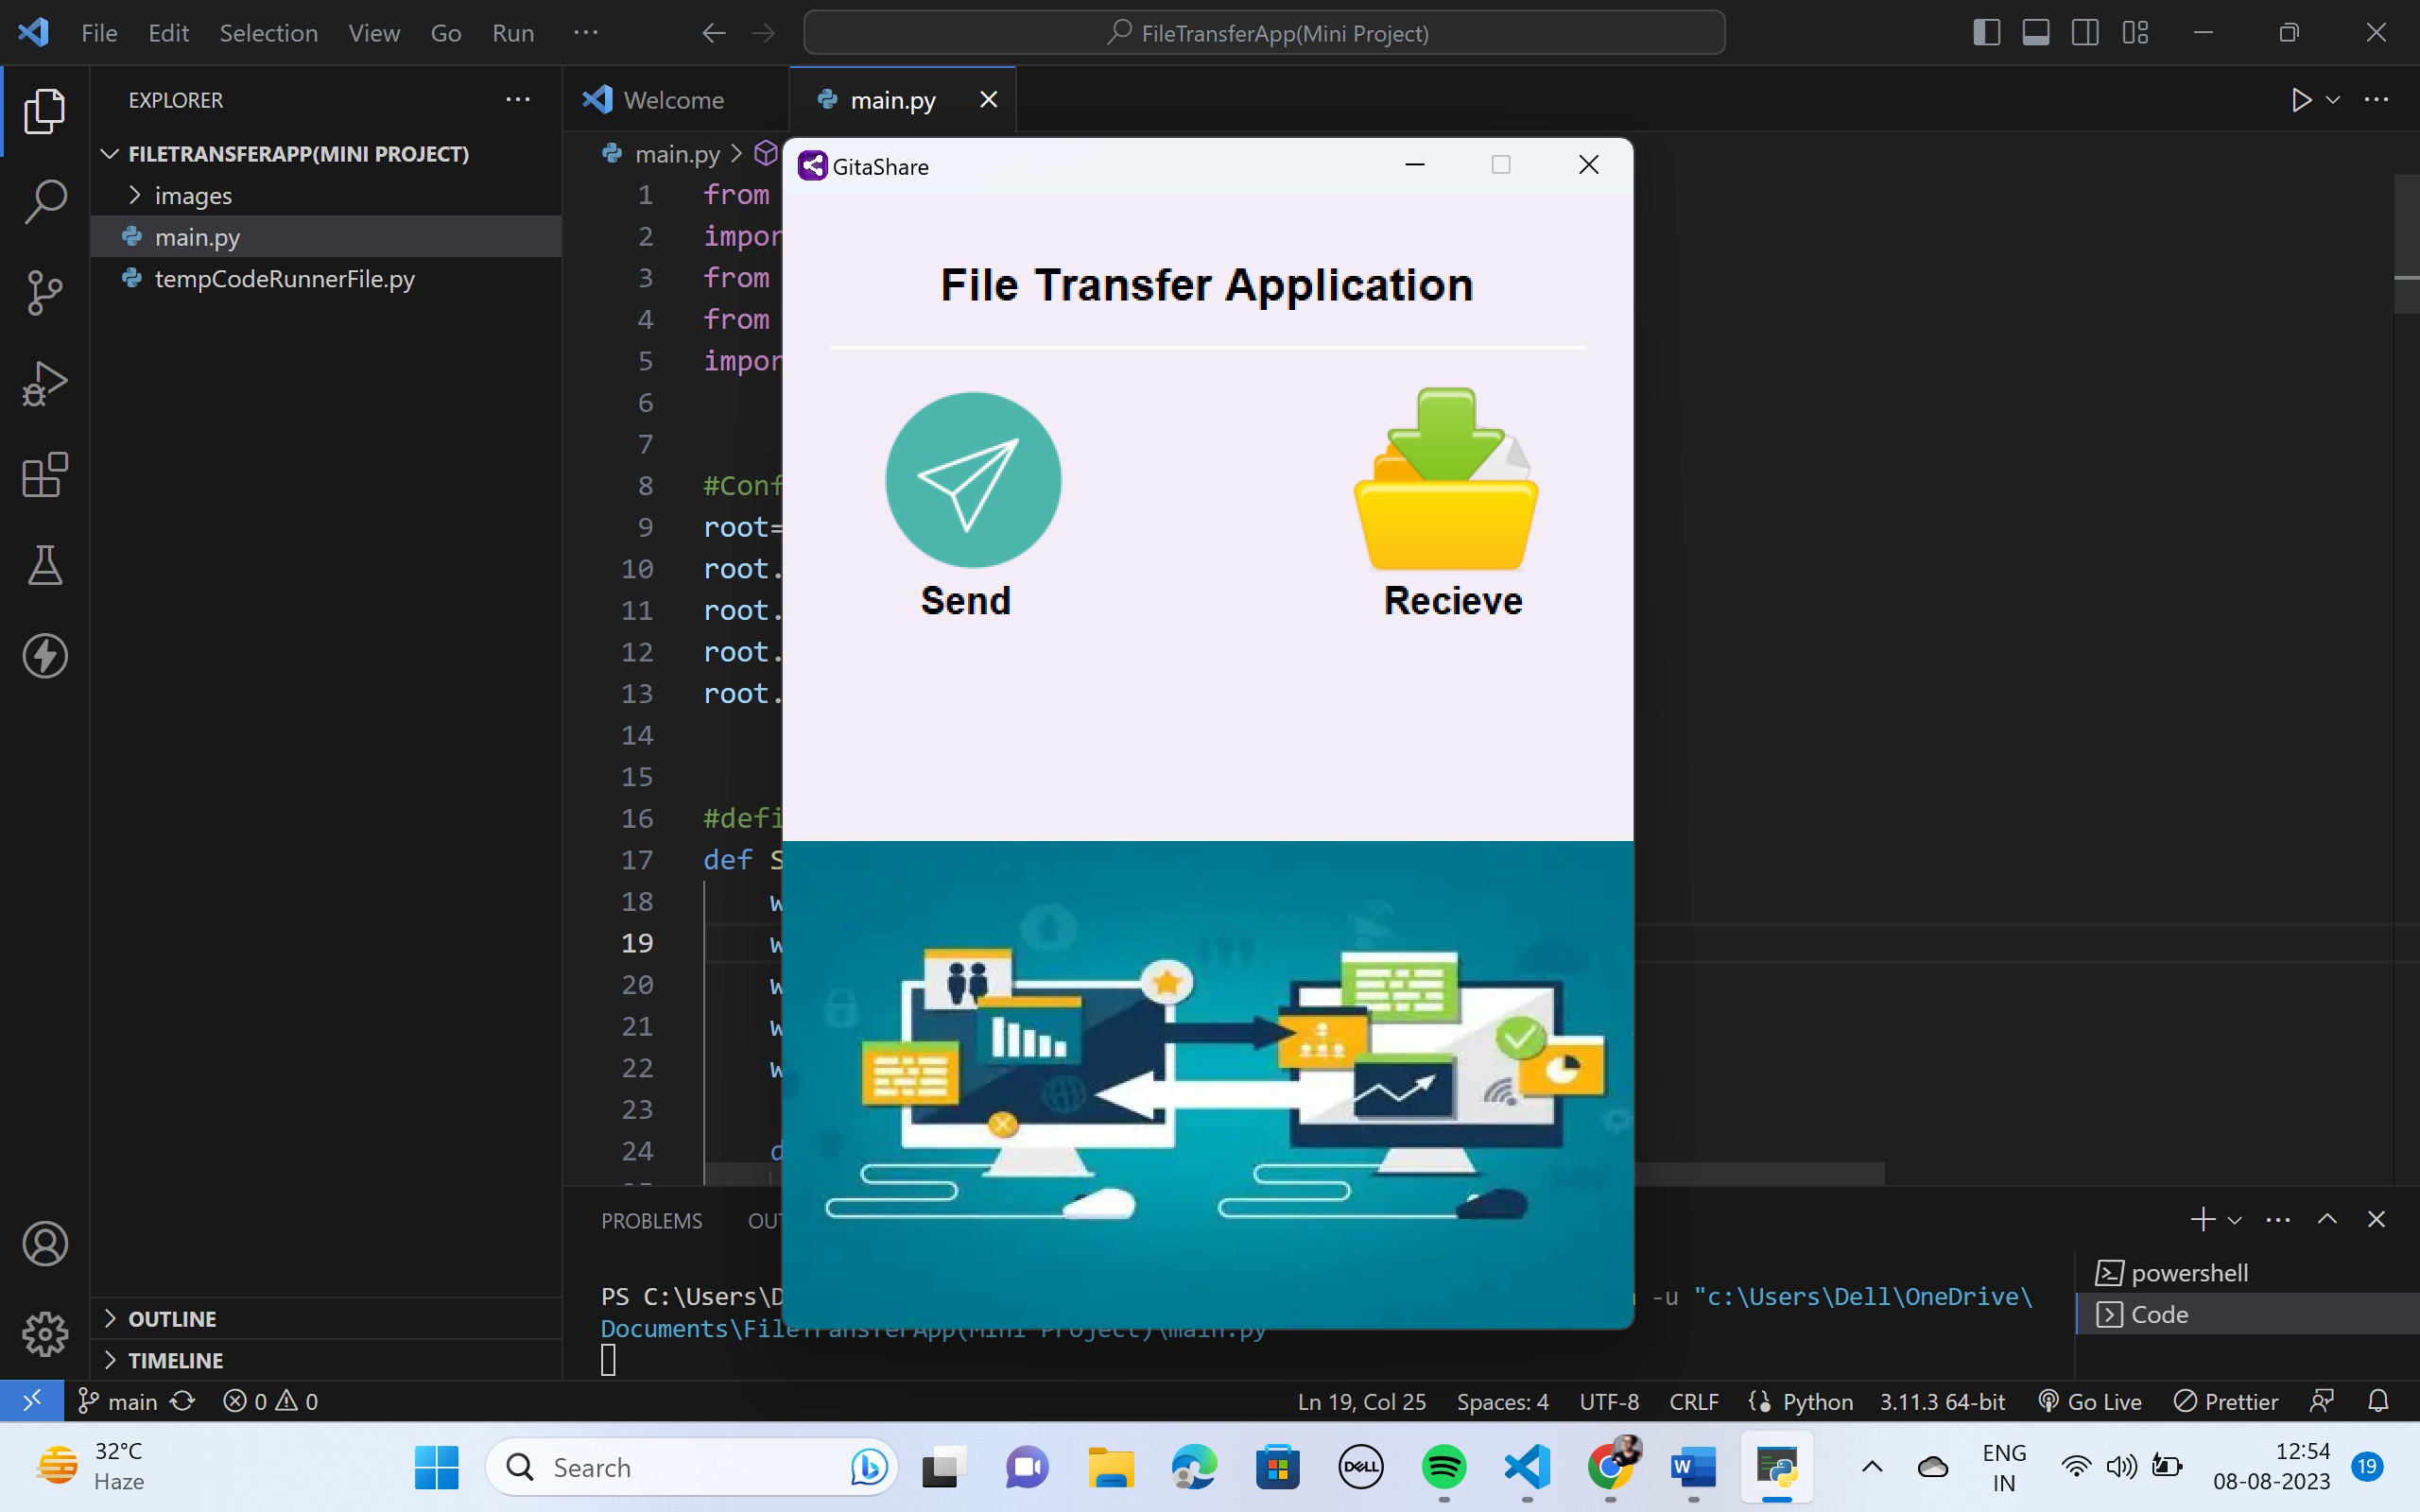 File Edit Selection View Go Run ···
FileTransferApp(Mini Project)
EXPLORER
Welcome
main.py
FILETRANSFERAPP(MINI PROJECT)
images
main.py
tempCodeRunnerFile.py
main.py
GitaShare
File Transfer Application
Send
Recieve
1 from
2 impor
3 from
4 from
5 impor
6
7
8 #Conf
9 root=
10 root.
11 root.
12 root.
13 root.
14
15
16 #defi
17 def S
18 w
19 w
20 w
21 w
22 w
23
24 d
PROBLEMS OUT
PS C:\Users\D -u "c:\Users\Dell\OneDrive\
Documents\FileTransferApp(Mini Project)\main.py
powershell
Code
OUTLINE
TIMELINE
main 0 0
Ln 19, Col 25 Spaces: 4 UTF-8 CRLF Python 3.11.3 64-bit Go Live Prettier
32°C
Haze
Search
DELL
ENG
IN
12:54
08-08-2023
19